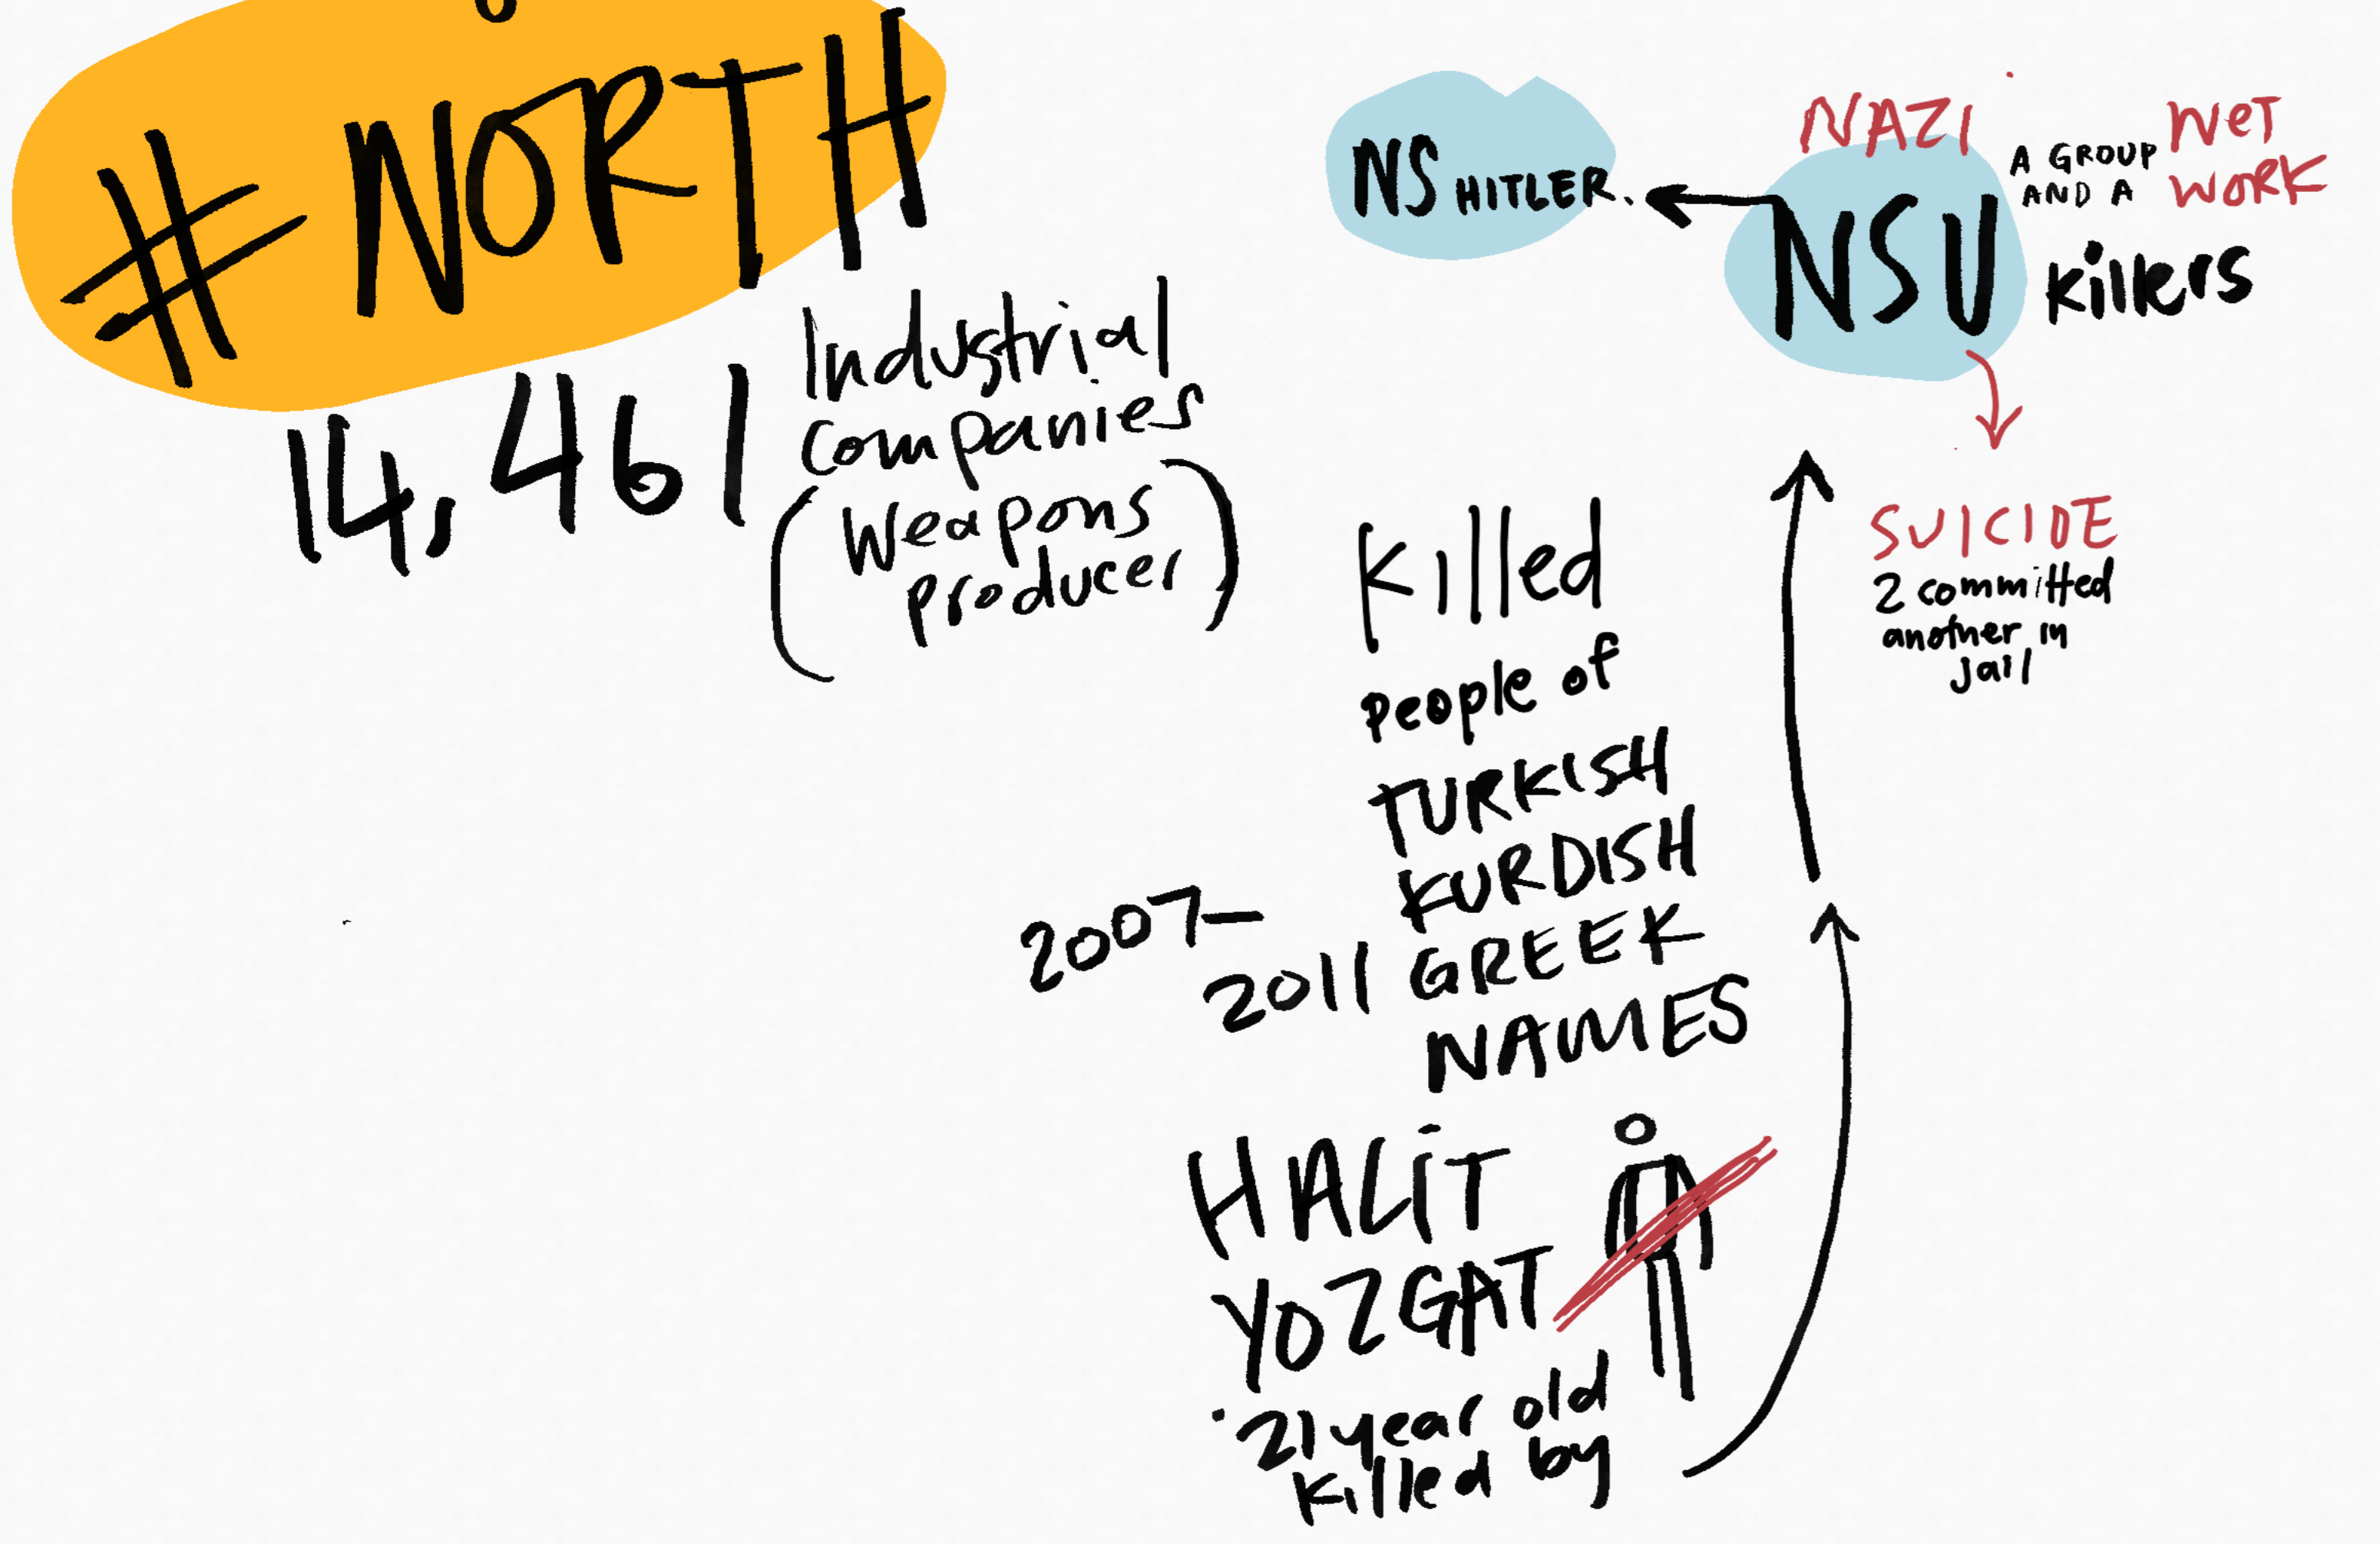 # NORTH
14,461
Industrial
companies
(Weapons
producer)
NS HITLER.
NAZI
NSU
A GROUP
AND A
NET
WORK
killers
SUICIDE
2 committed
another in
jail
Killed
people of
TURKISH
KURDISH
GREEK
NAMES
2007-
2011
HALİT
YOZGAT
·21 year old
killed by